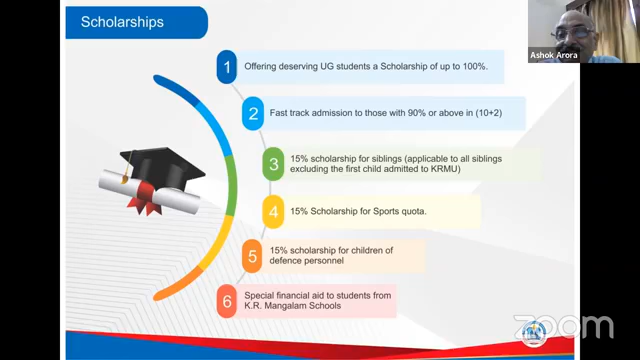 Scholarships
Ashok Arora
1 Offering deserving UG students a Scholarship of up to 100%.
2 Fast track admission to those with 90% or above in (10+2)
3 15% scholarship for siblings (applicable to all siblings
excluding the first child admitted to KRMU)
4 15% Scholarship for Sports quota.
5 15% scholarship for children of
defence personnel
6 Special financial aid to students from
K.R. Mangalam Schools
zoom